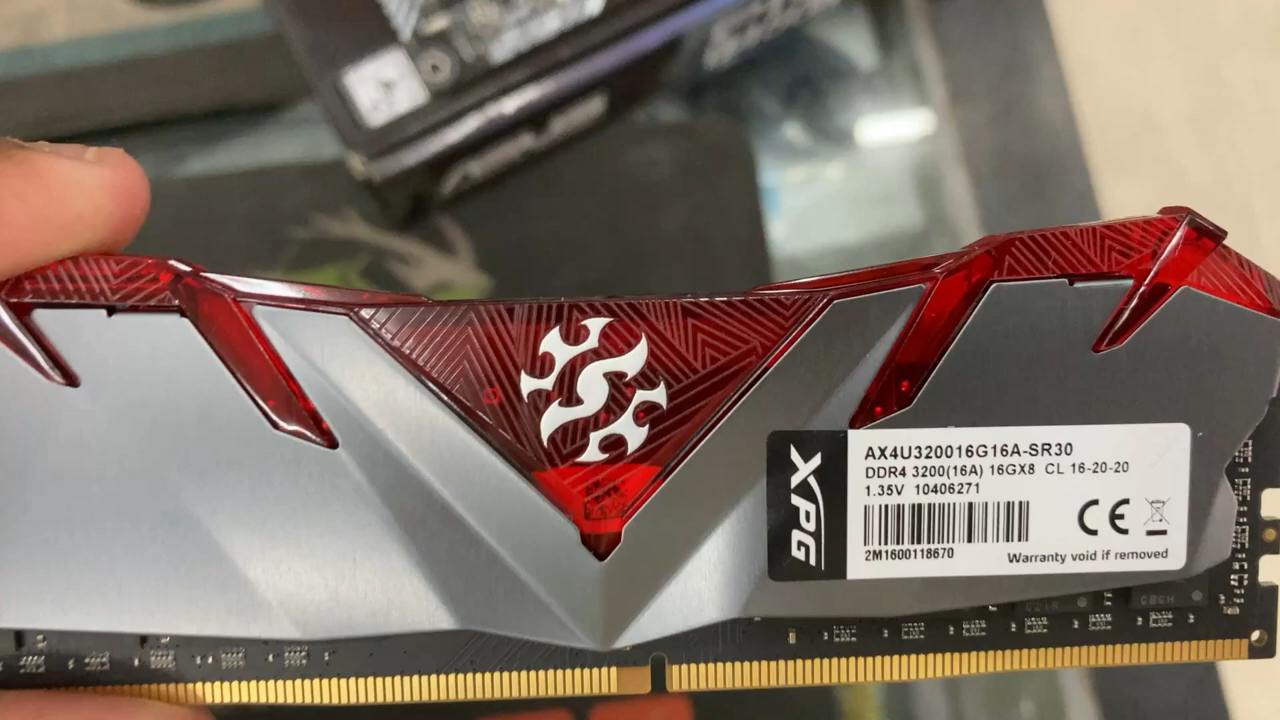 XPG
AX4U320016G16A-SR30
DDR4 3200(16A) 16GX8 CL 16-20-20
1.35V 10406271
2M1600118670
Warranty void if removed
CE